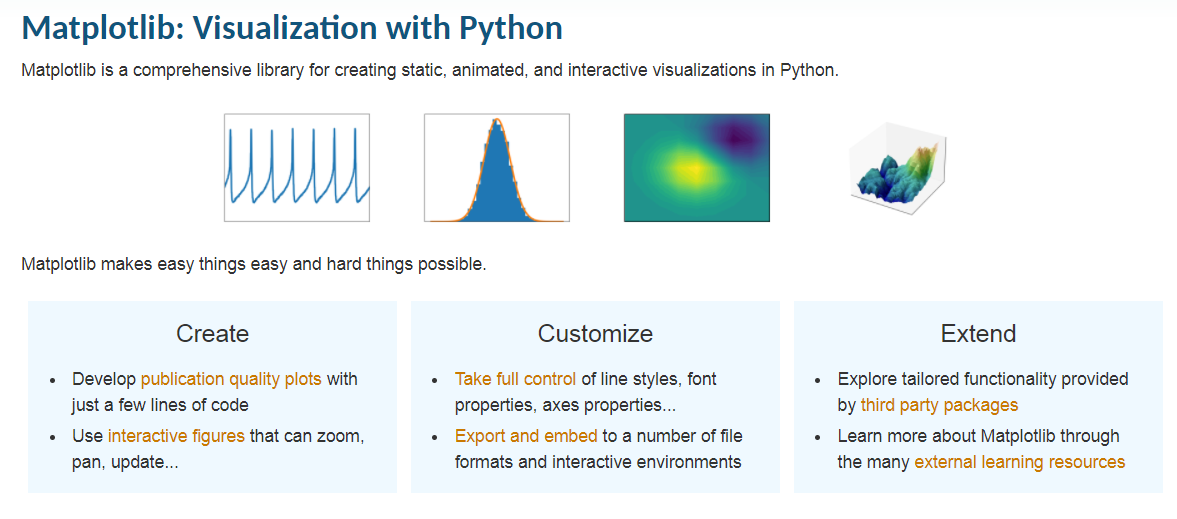 Matplotlib: Visualization with Python
Matplotlib is a comprehensive library for creating static, animated, and interactive visualizations in Python.
Matplotlib makes easy things easy and hard things possible.
Create
• Develop publication quality plots with
just a few lines of code
• Use interactive figures that can zoom,
pan, update...
Customize
• Take full control of line styles, font
properties, axes properties...
• Export and embed to a number of file
formats and interactive environments
Extend
• Explore tailored functionality provided
by third party packages
• Learn more about Matplotlib through
the many external learning resources